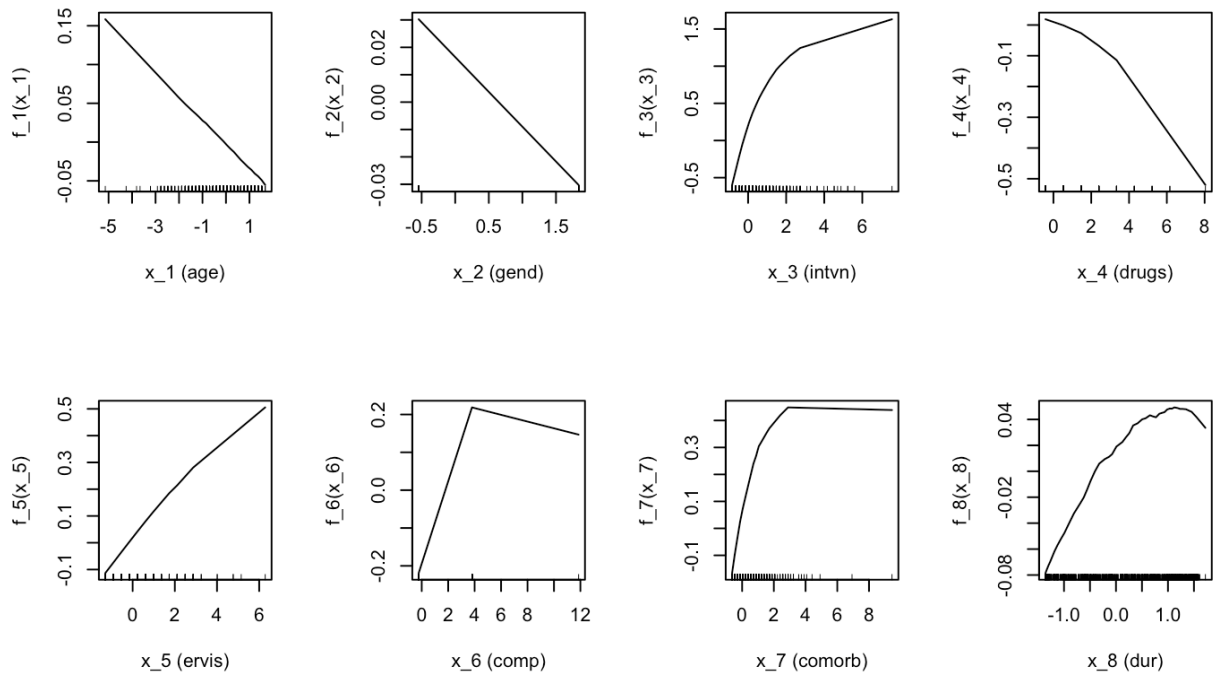 f_1(x_1)
-0.05 0.05 0.15
-5 -3 -1 1
x_1 (age)
f_2(x_2)
-0.03 0.00 0.02
-0.5 0.5 1.5
x_2 (gend)
f_3(x_3)
-0.5 0.5 1.5
0 2 4 6
x_3 (intvn)
f_4(x_4)
-0.5 -0.3 -0.1
0 2 4 6 8
x_4 (drugs)
f_5(x_5)
-0.1 0.1 0.3 0.5
0 2 4 6
x_5 (ervis)
f_6(x_6)
-0.2 0.0 0.2
0 2 4 6 8 12
x_6 (comp)
f_7(x_7)
-0.1 0.1 0.3
0 2 4 6 8
x_7 (comorb)
f_8(x_8)
-0.08 -0.02 0.04
-1.0 0.0 1.0
x_8 (dur)